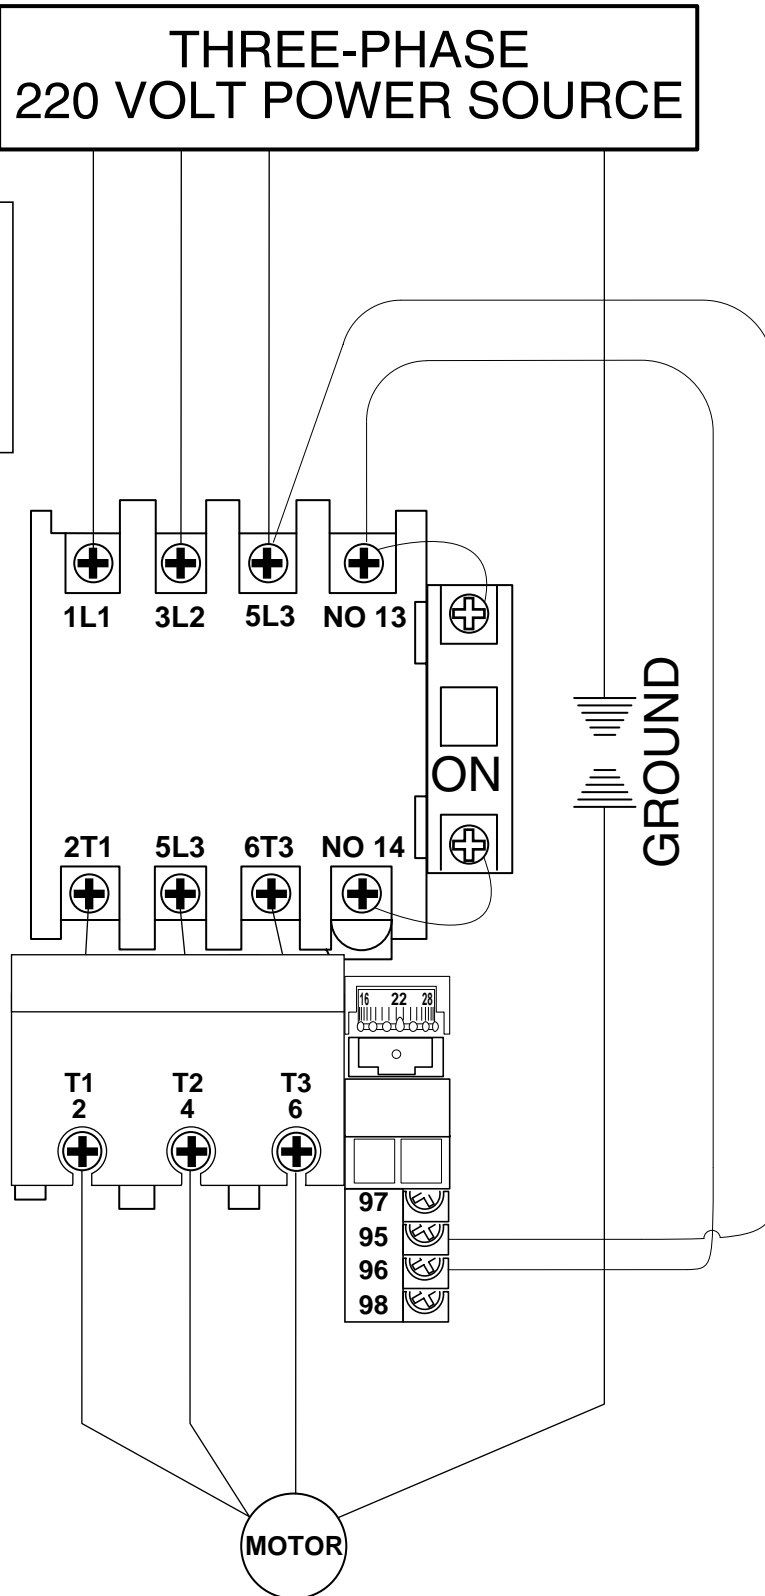 THREE-PHASE
220 VOLT POWER SOURCE
1L1 3L2 5L3 NO 13
ON
GROUND
2T1 5L3 6T3 NO 14
16 22 28
T1 T2 T3
2 4 6
97
95
96
98
MOTOR